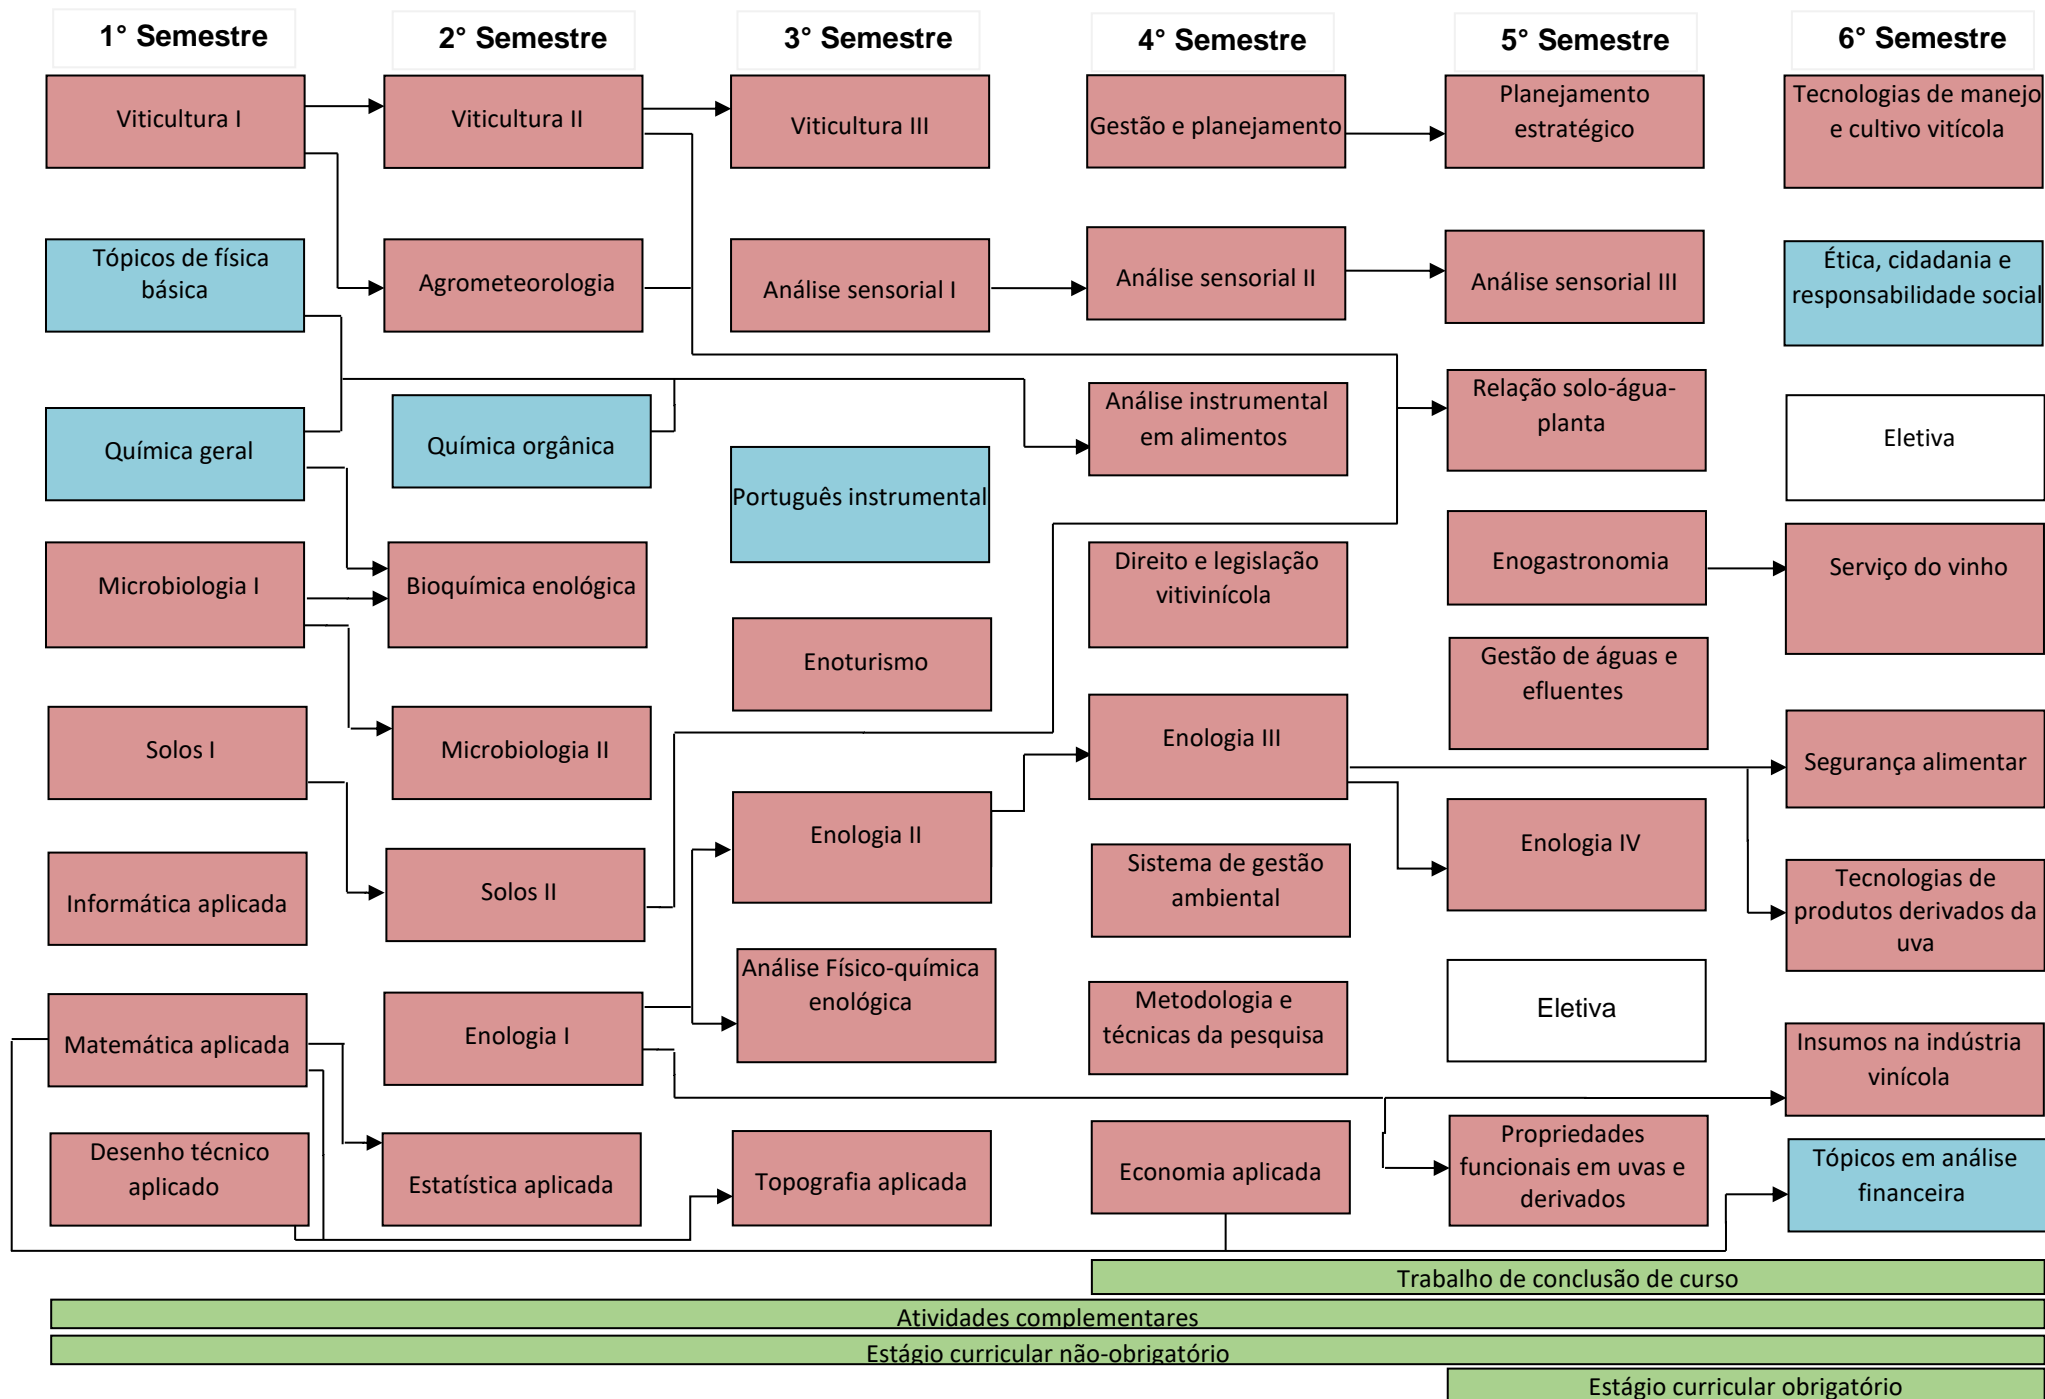 1° Semestre
2° Semestre
3° Semestre
4° Semestre
5° Semestre
6° Semestre
Viticultura I
Viticultura II
Viticultura III
Gestão e planejamento
Planejamento
estratégico
Tecnologias de manejo
e cultivo vitícola
Tópicos de física
básica
Agrometeorologia
Análise sensorial I
Análise sensorial II
Análise sensorial III
Ética, cidadania e
responsabilidade social
Química geral
Química orgânica
Português instrumental
Análise instrumental
em alimentos
Relação solo-água-
planta
Eletiva
Microbiologia I
Bioquímica enológica
Enoturismo
Direito e legislação
vitivinícola
Enogastronomia
Serviço do vinho
Solos I
Microbiologia II
Enologia II
Enologia III
Gestão de águas e
efluentes
Segurança alimentar
Informática aplicada
Solos II
Análise Físico-química
enológica
Sistema de gestão
ambiental
Enologia IV
Tecnologias de
produtos derivados da
uva
Matemática aplicada
Enologia I
Metodologia e
técnicas da pesquisa
Eletiva
Insumos na indústria
vinícola
Desenho técnico
aplicado
Estatística aplicada
Topografia aplicada
Economia aplicada
Propriedades
funcionais em uvas e
derivados
Tópicos em análise
financeira
Trabalho de conclusão de curso
Atividades complementares
Estágio curricular não-obrigatório
Estágio curricular obrigatório